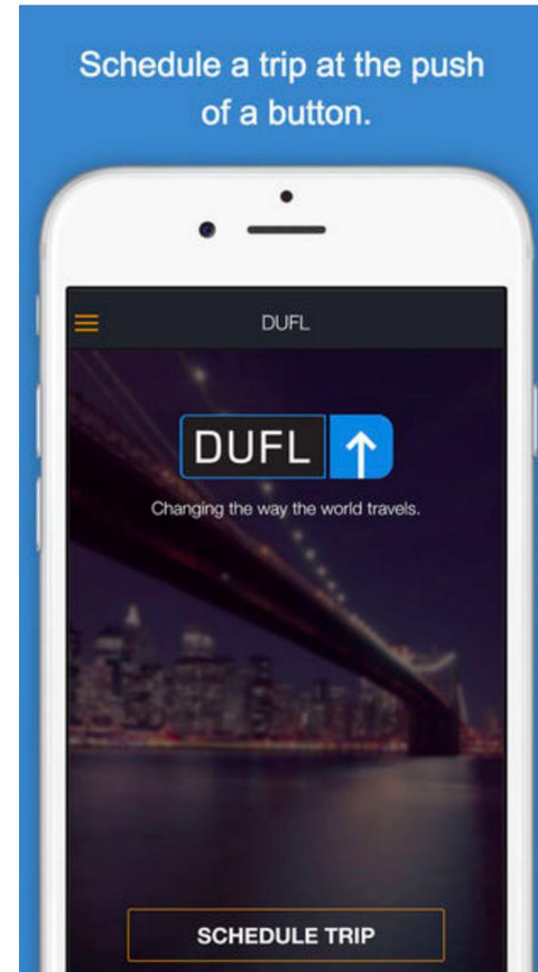 Schedule a trip at the push
of a button.
DUFL
DUFL
Changing the way the world travels.
SCHEDULE TRIP